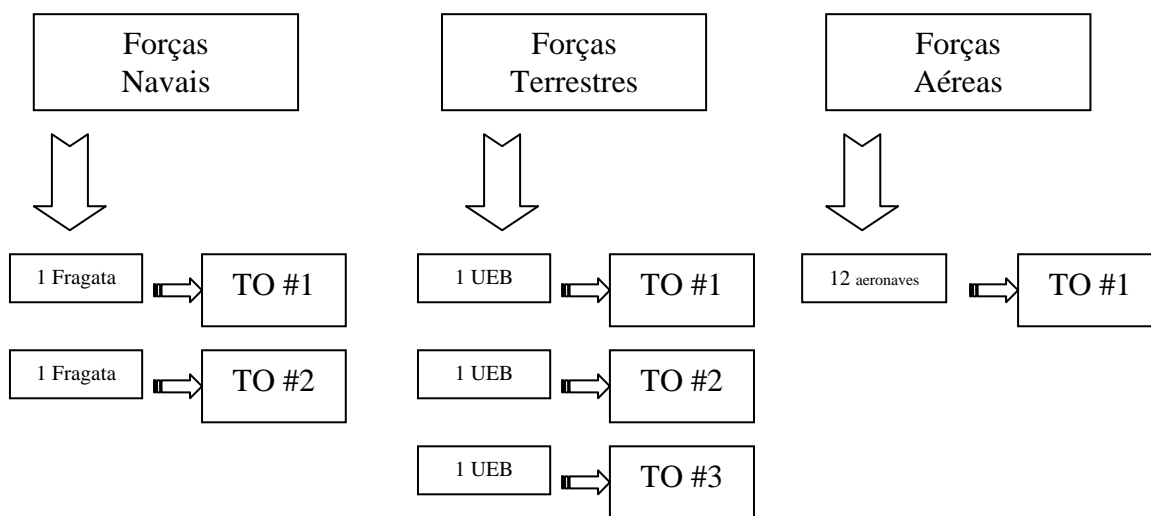 Forças
Navais
Forças
Terrestres
Forças
Aéreas
1 Fragata
TO #1
1 UEB
TO #1
12 aeronaves
TO #1
1 Fragata
TO #2
1 UEB
TO #2
1 UEB
TO #3